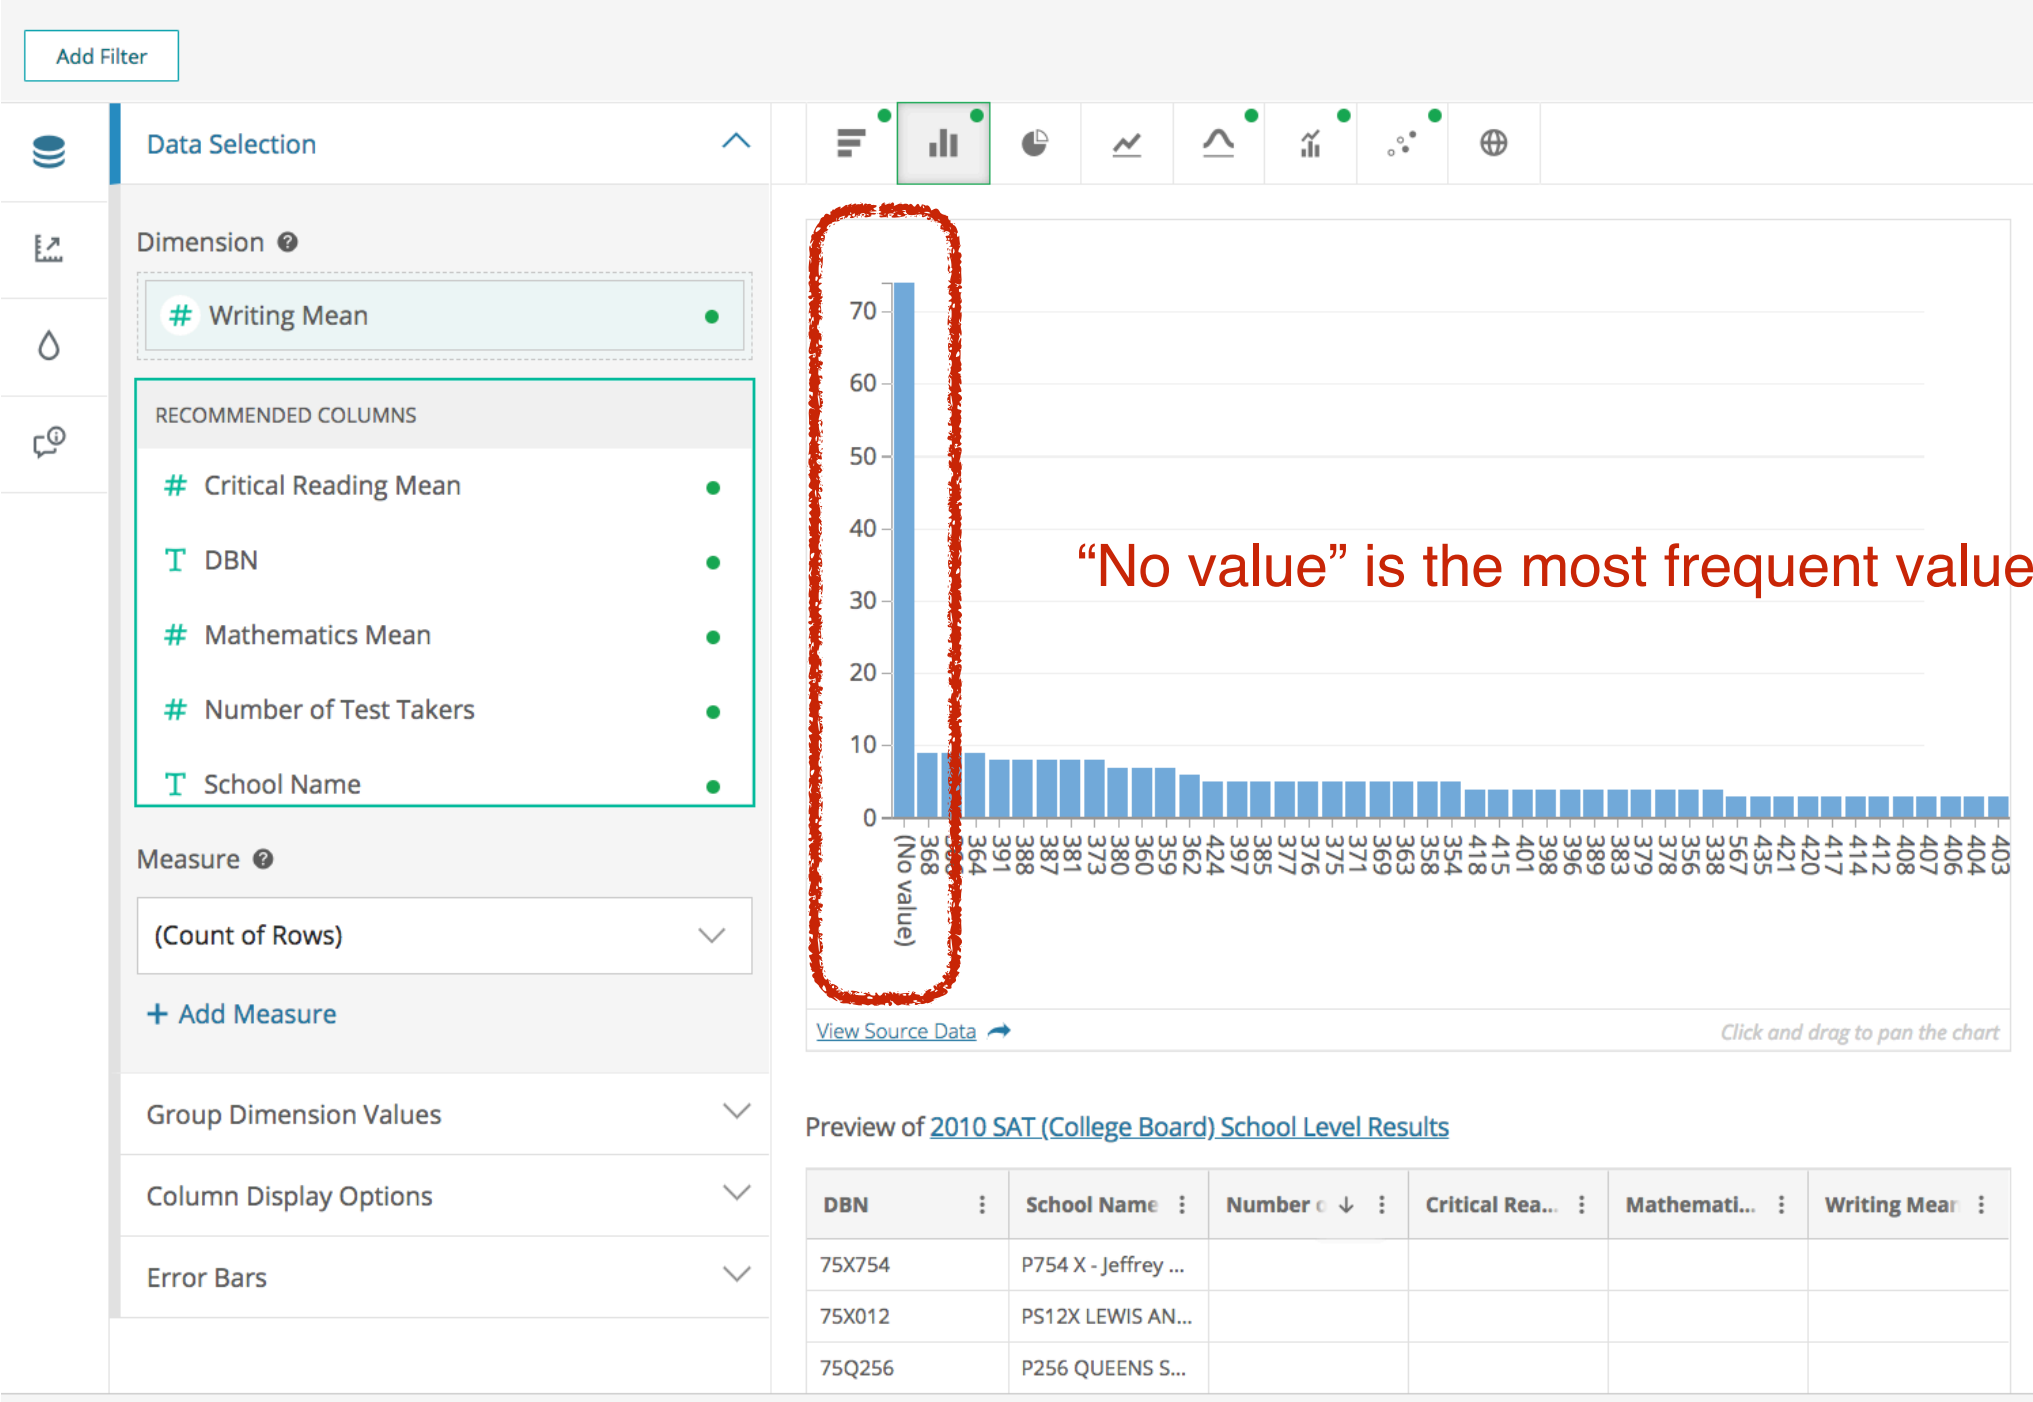 Add Filter
Data Selection
Dimension
# Writing Mean
RECOMMENDED COLUMNS
# Critical Reading Mean
T DBN
# Mathematics Mean
# Number of Test Takers
T School Name
Measure
(Count of Rows)
+ Add Measure
Group Dimension Values
Column Display Options
Error Bars
70
60
50
40
30
20
10
0
“No value” is the most frequent value
(No value)
368
364
391
388
387
381
373
380
360
359
362
424
397
385
377
376
375
371
369
363
358
354
418
415
401
398
396
389
383
379
378
356
338
567
435
421
420
417
414
412
408
407
406
404
403
View Source Data
Click and drag to pan the chart
Preview of 2010 SAT (College Board) School Level Results
DBN School Name Number Critical Rea... Mathemati... Writing Mean
75X754 P754 X - Jeffrey ...
75X012 PS12X LEWIS AN...
75Q256 P256 QUEENS S...